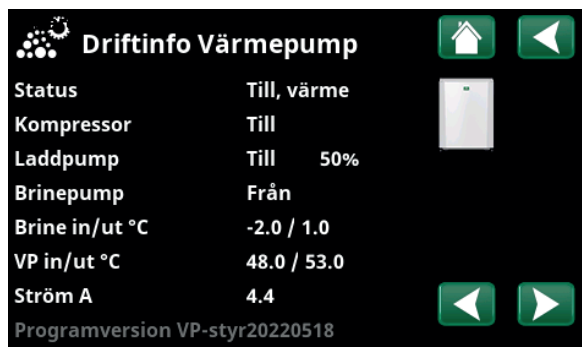 Driftinfo Värmepump
Status Till, värme
Kompressor Till
Laddpump Till 50%
Brinepump Från
Brine in/ut °C -2.0 / 1.0
VP in/ut °C 48.0 / 53.0
Ström A 4.4
Programversion VP-styr20220518